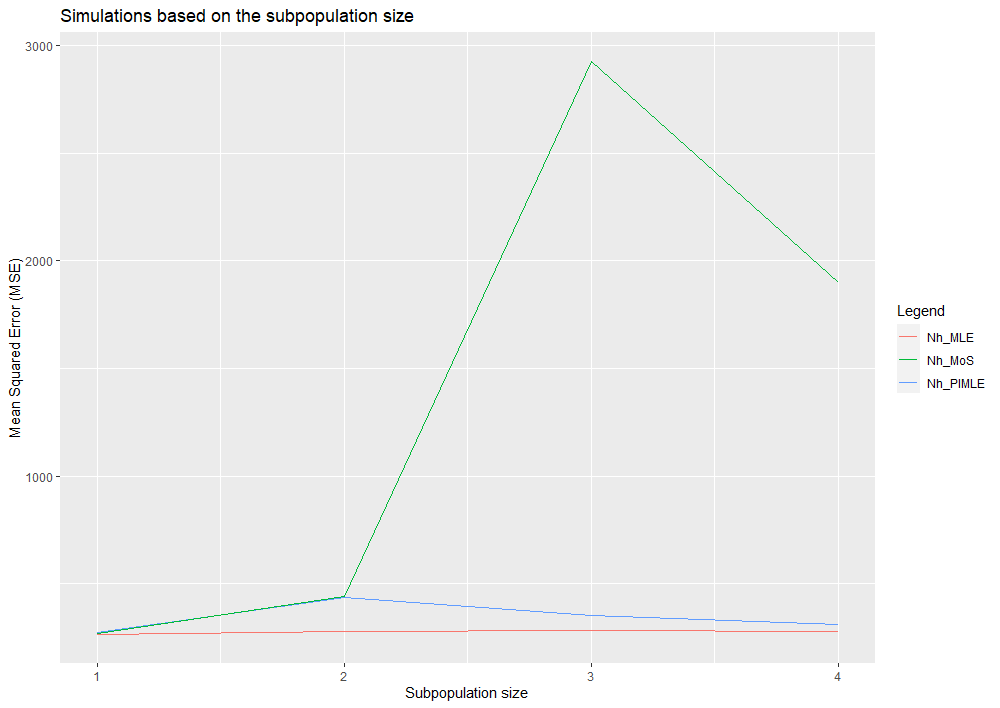 Simulations based on the subpopulation size
Mean Squared Error (MSE)
3000
2000
1000
1 2 3 4
Subpopulation size
Legend
Nh_MLE
Nh_MoS
Nh_PIMLE